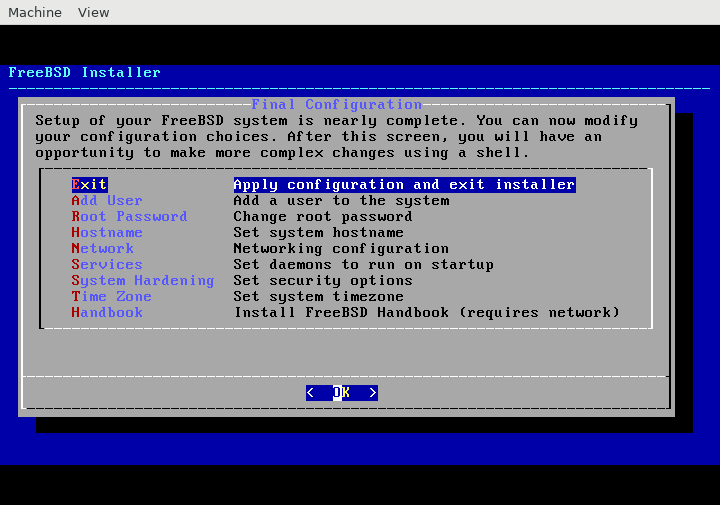 Machine View
FreeBSD Installer
Final Configuration
Setup of your FreeBSD system is nearly complete. You can now modify
your configuration choices. After this screen, you will have an
opportunity to make more complex changes using a shell.
Exit Apply configuration and exit installer
Add User Add a user to the system
Root Password Change root password
Hostname Set system hostname
Network Networking configuration
Services Set daemons to run on startup
System Hardening Set security options
Time Zone Set system timezone
Handbook Install FreeBSD Handbook (requires network)
< OK >